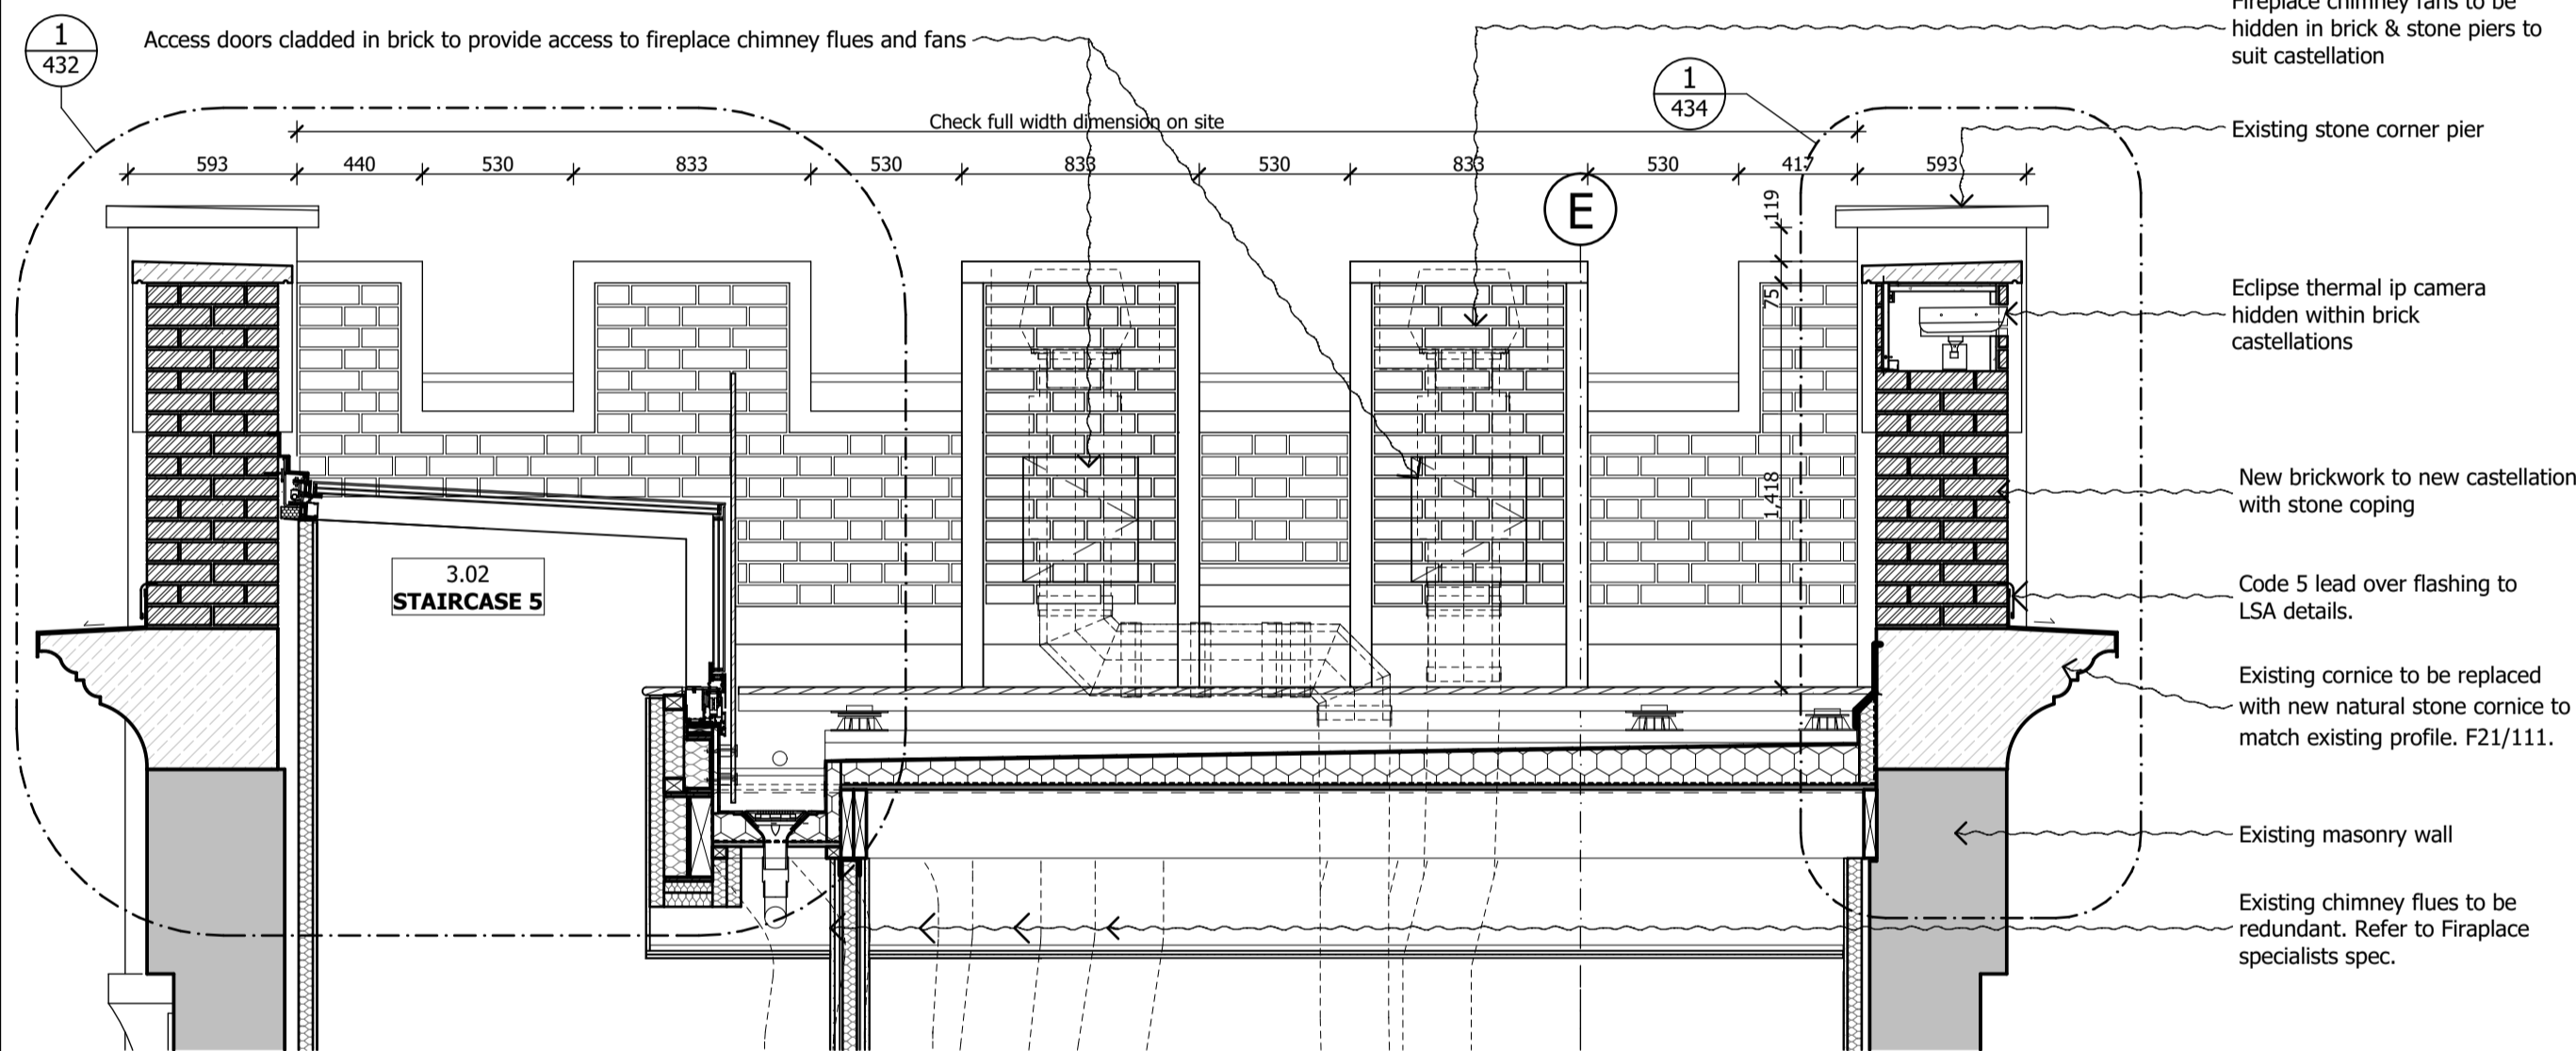 Fireplace chimney fans to be
hidden in brick & stone piers to
suit castellation
1
432
Access doors cladded in brick to provide access to fireplace chimney flues and fans
1
434
Check full width dimension on site
Existing stone corner pier
593
440
530
833
530
833
530
833
530
417
593
119
E
75
Eclipse thermal ip camera
hidden within brick
castellations
1,418
New brickwork to new castellation
with stone coping
3.02
STAIRCASE 5
Code 5 lead over flashing to
LSA details.
Existing cornice to be replaced
with new natural stone cornice to
match existing profile. F21/111.
Existing masonry wall
Existing chimney flues to be
redundant. Refer to Firaplace
specialists spec.